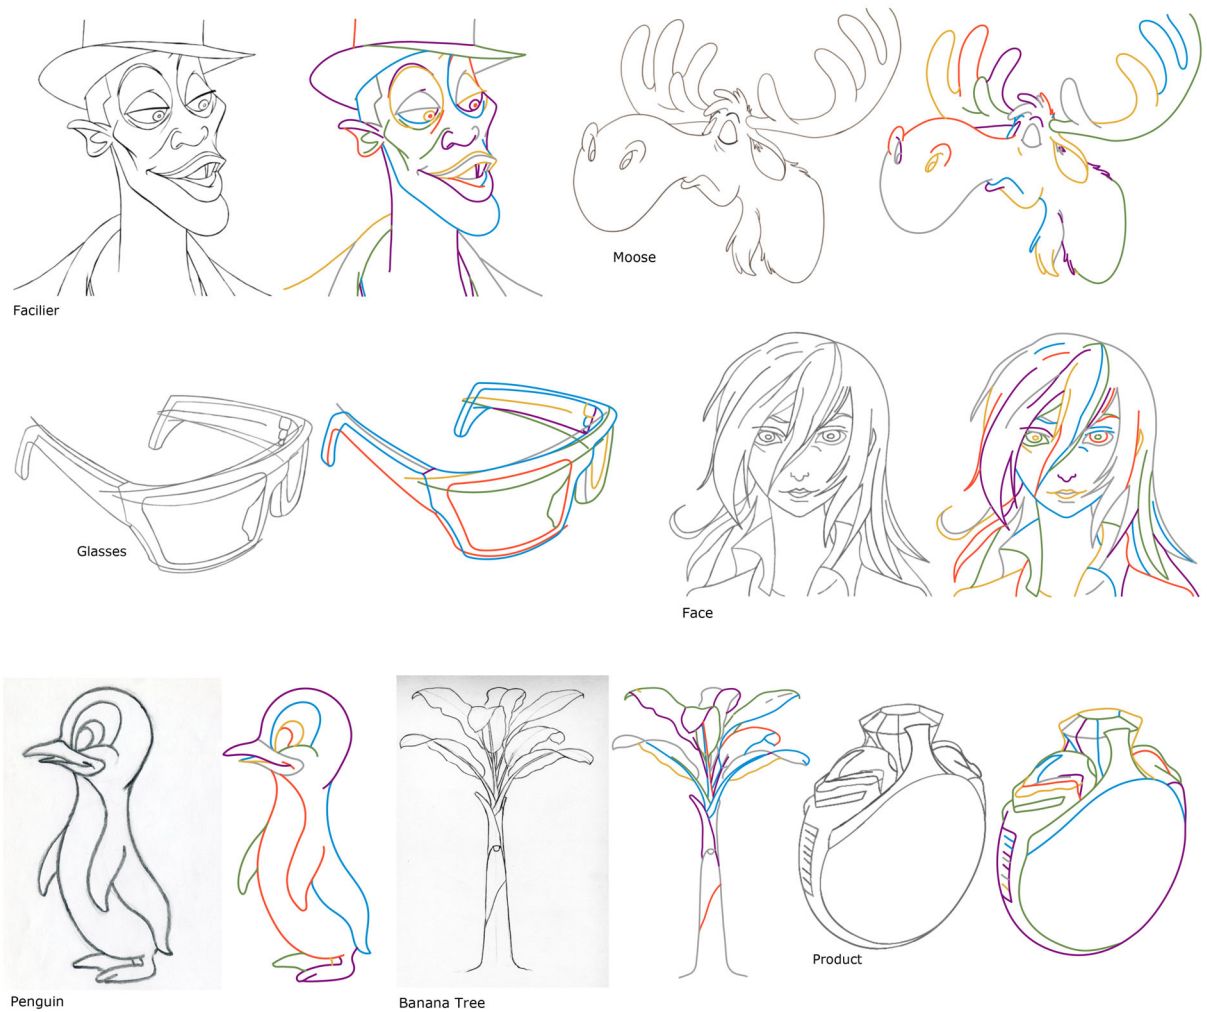 Facilier
Moose
Glasses
Face
Penguin
Banana Tree
Product